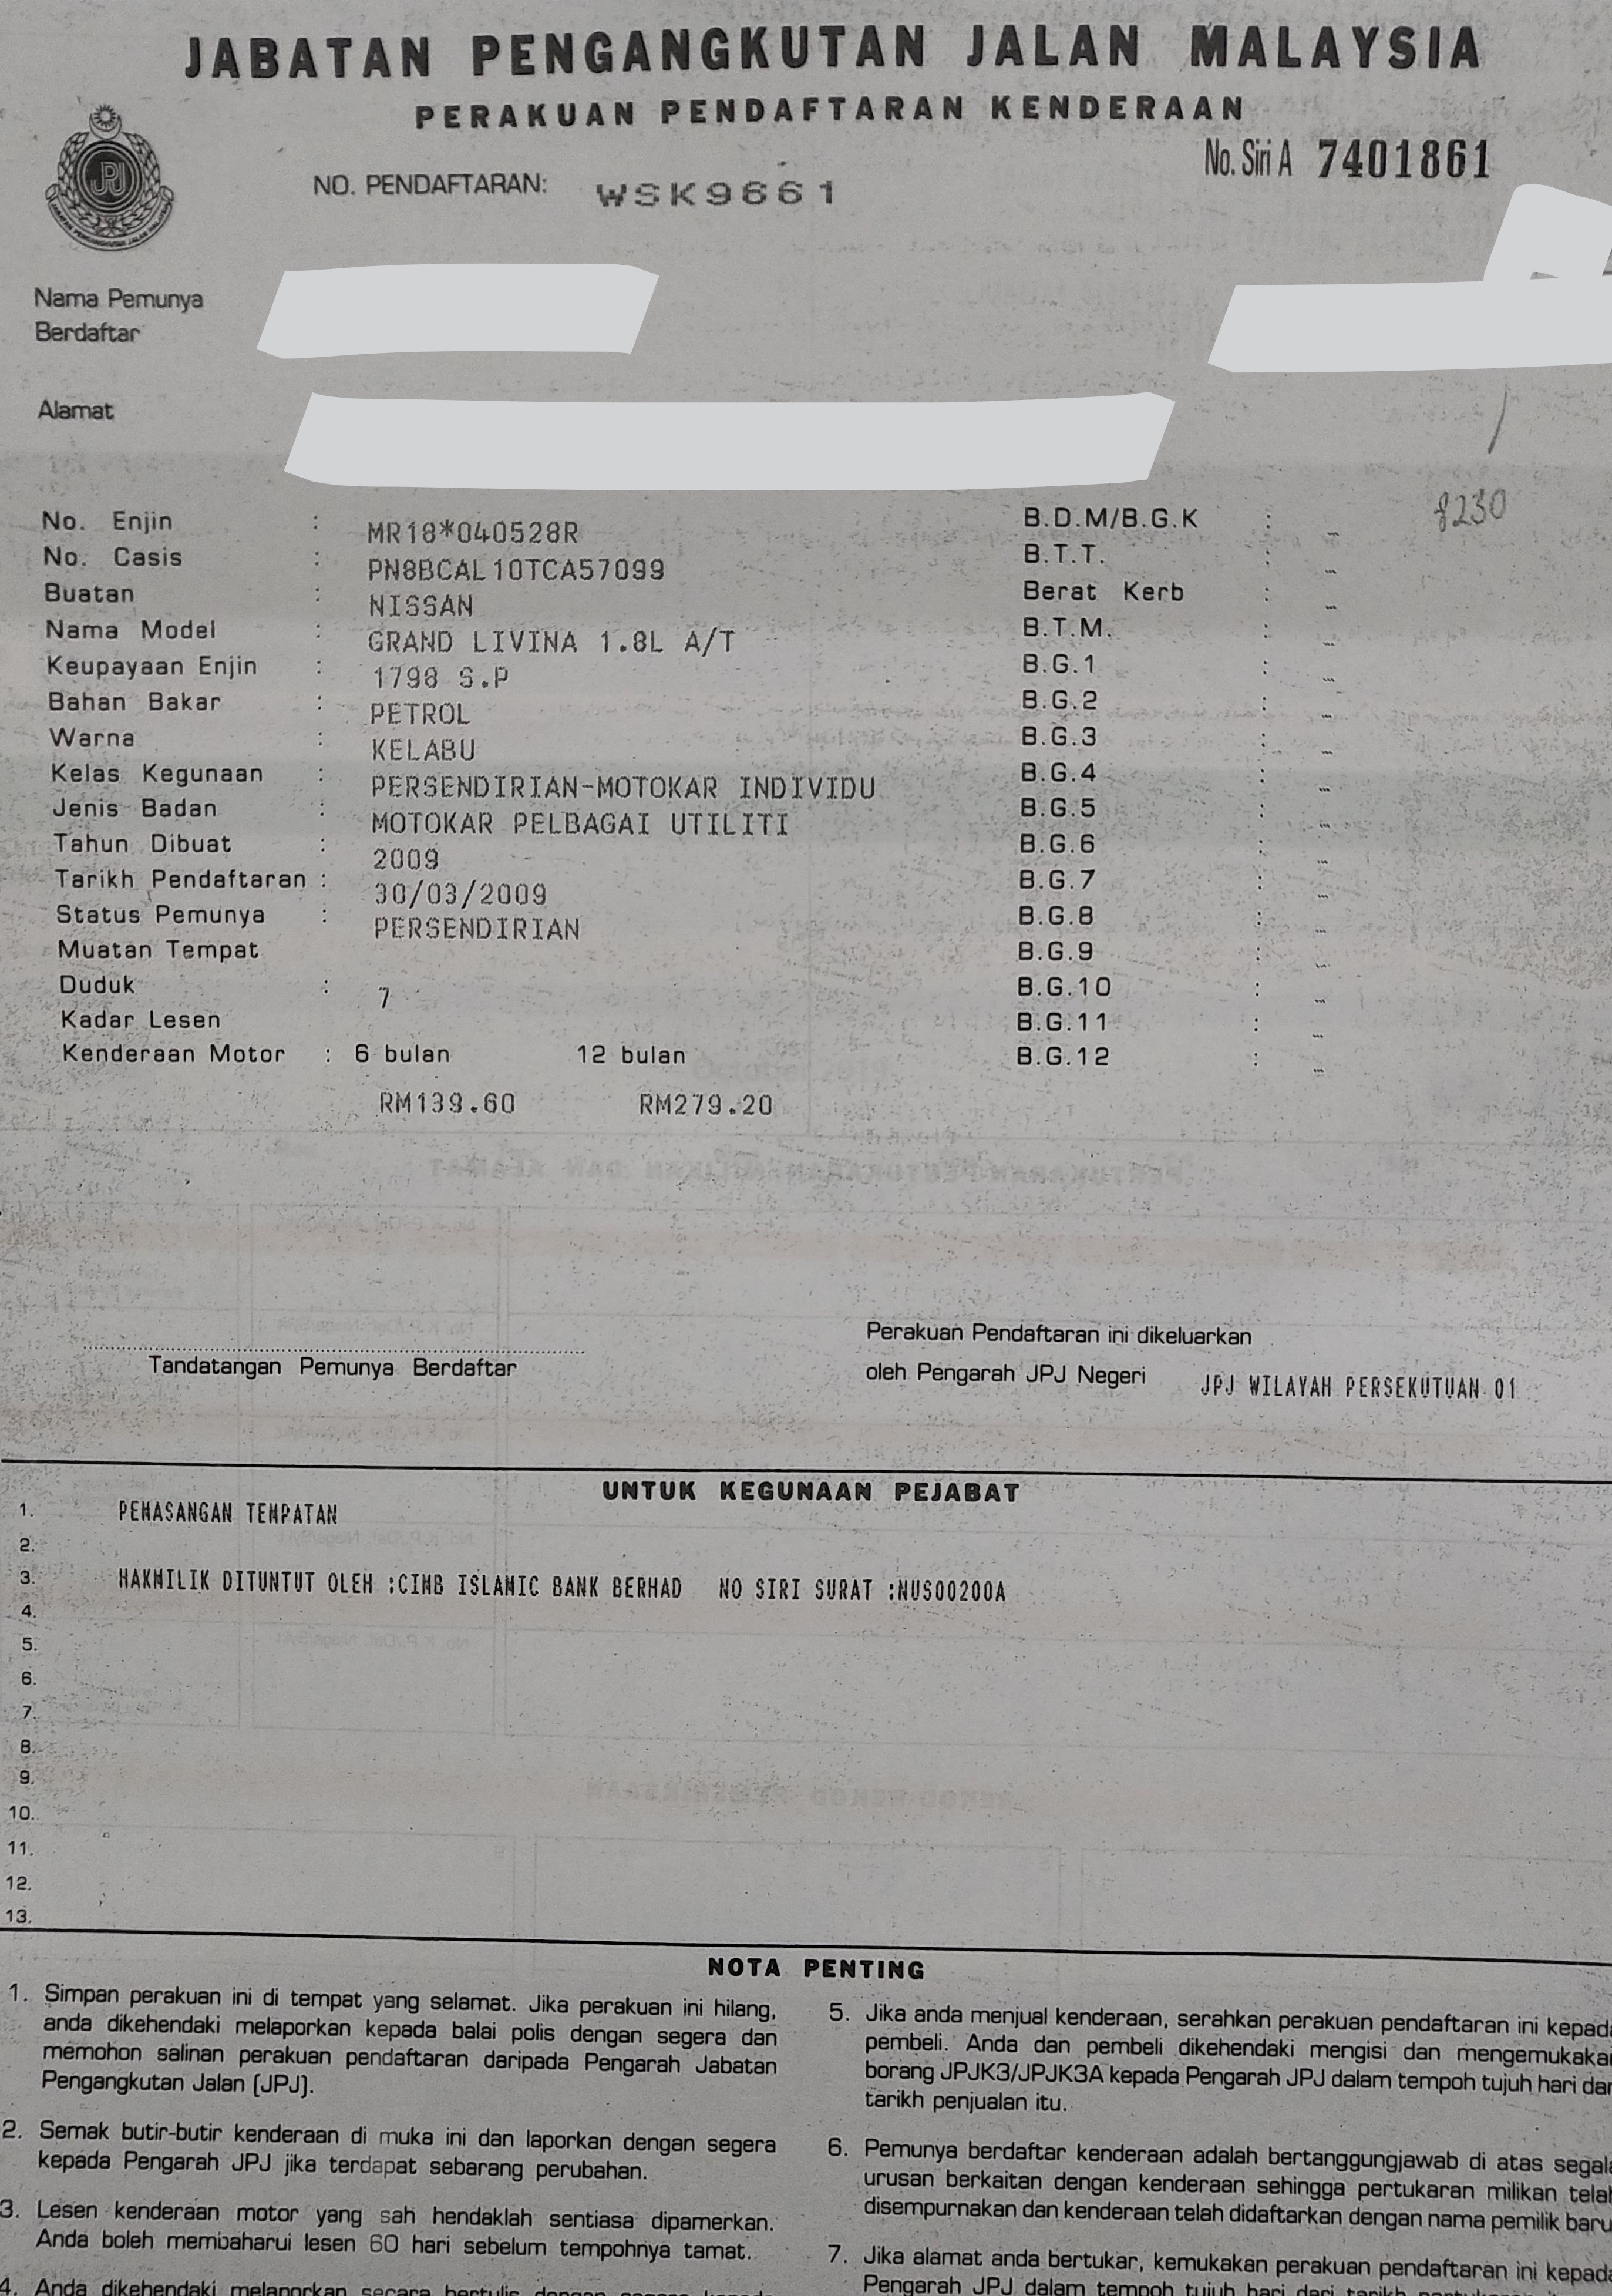 JABATAN PENGANGKUTAN JALAN MALAYSIA
PERAKUAN PENDAFTARAN KENDERAAN
No. Siri A 7401861
NO. PENDAFTARAN: WSK9661
Nama Pemunya
Berdaftar
Alamat
8230
No. Enjin : MR18*040528R B.D.M/B.G.K : -
No. Casis : PN8BCAL10TCA57099 B.T.T. : -
Buatan : NISSAN Berat Kerb : -
Nama Model : GRAND LIVINA 1.8L A/T B.T.M. : -
Keupayaan Enjin : 1798 S.P B.G.1 : -
Bahan Bakar : PETROL B.G.2 : -
Warna : KELABU B.G.3 : -
Kelas Kegunaan : PERSENDIRIAN-MOTOKAR INDIVIDU B.G.4 : -
Jenis Badan : MOTOKAR PELBAGAI UTILITI B.G.5 : -
Tahun Dibuat : 2009 B.G.6 : -
Tarikh Pendaftaran : 30/03/2009 B.G.7 : -
Status Pemunya : PERSENDIRIAN B.G.8 : -
Muatan Tempat B.G.9 : -
Duduk : 7 B.G.10 : -
Kadar Lesen B.G.11 : -
Kenderaan Motor : 6 bulan 12 bulan B.G.12 : -
RM139.60 RM279.20
Perakuan Pendaftaran ini dikeluarkan
Tandatangan Pemunya Berdaftar
oleh Pengarah JPJ Negeri JPJ WILAYAH PERSEKUTUAN 01
UNTUK KEGUNAAN PEJABAT
1. PEMASANGAN TEMPATAN
2.
3. HAKMILIK DITUNTUT OLEH :CIMB ISLAMIC BANK BERHAD NO SIRI SURAT :NUS00200A
4.
5.
6.
7.
8.
9.
10.
11.
12.
13.
NOTA PENTING
1. Simpan perakuan ini di tempat yang selamat. Jika perakuan ini hilang,
anda dikehendaki melaporkan kepada balai polis dengan segera dan
memohon salinan perakuan pendaftaran daripada Pengarah Jabatan
Pengangkutan Jalan (JPJ).
2. Semak butir-butir kenderaan di muka ini dan laporkan dengan segera
kepada Pengarah JPJ jika terdapat sebarang perubahan.
3. Lesen kenderaan motor yang sah hendaklah sentiasa dipamerkan.
Anda boleh membaharui lesen 60 hari sebelum tempohnya tamat.
4. Anda dikehendaki melaporkan secara bertulis dengan segera kepada
5. Jika anda menjual kenderaan, serahkan perakuan pendaftaran ini kepada
pembeli. Anda dan pembeli dikehendaki mengisi dan mengemukakan
borang JPJK3/JPJK3A kepada Pengarah JPJ dalam tempoh tujuh hari dar
tarikh penjualan itu.
6. Pemunya berdaftar kenderaan adalah bertanggungjawab di atas segala
urusan berkaitan dengan kenderaan sehingga pertukaran milikan telah
disempurnakan dan kenderaan telah didaftarkan dengan nama pemilik baru
7. Jika alamat anda bertukar, kemukakan perakuan pendaftaran ini kepada
Pengarah JPJ dalam tempoh tujuh hari dari tarikh